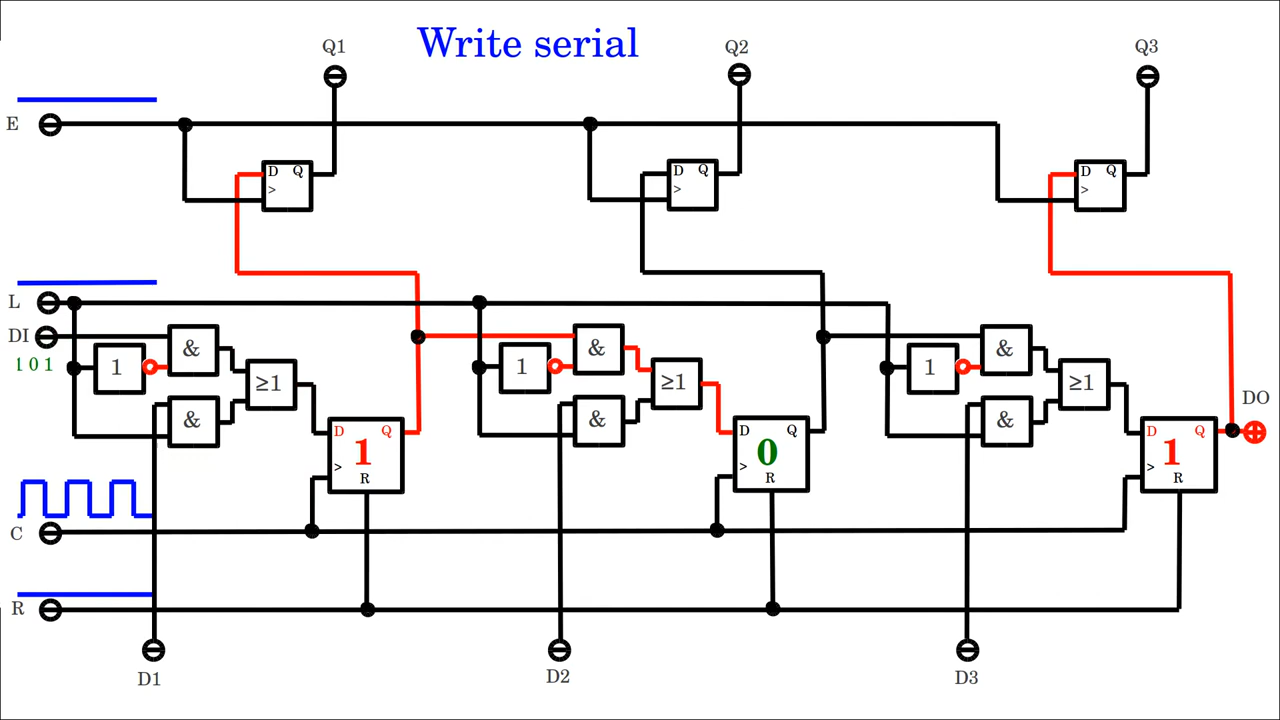 Write serial
Q1
Q2
Q3
E
D Q
>
D Q
>
D Q
>
L
DI
1 0 1
1
&
&
≥1
1
&
&
≥1
1
&
&
≥1
D Q
1
>
R
D Q
0
>
R
D Q
1
>
R
DO
C
R
D1
D2
D3